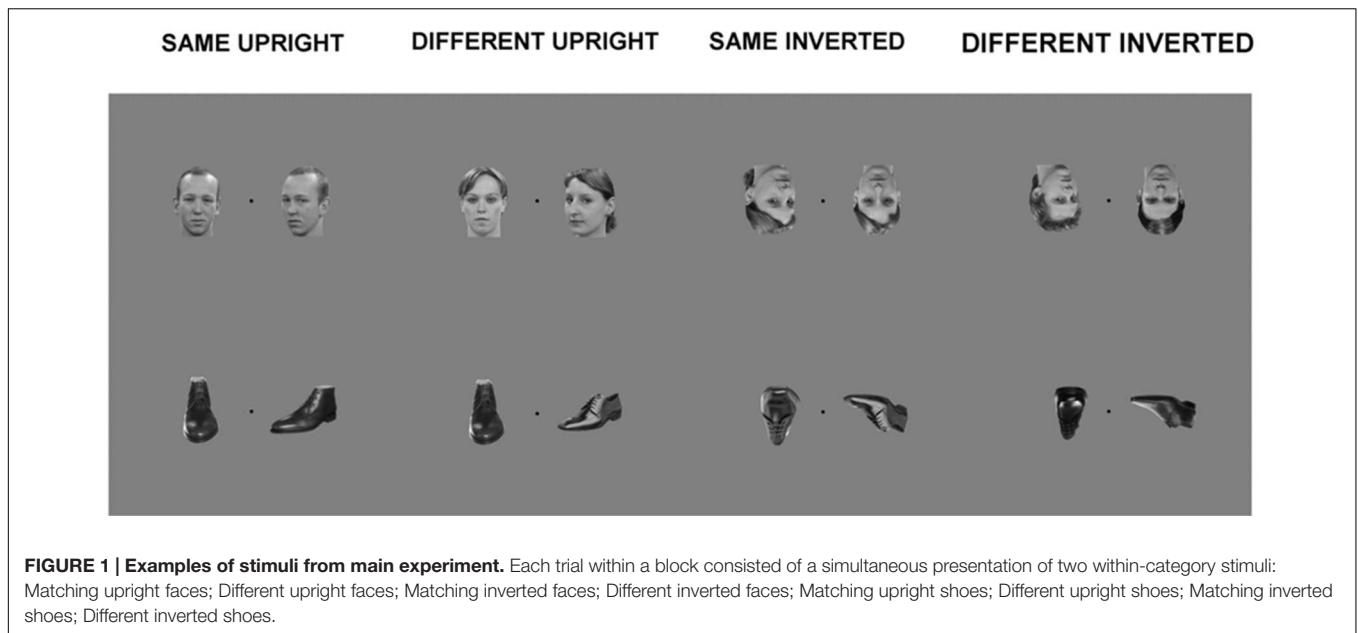 SAME UPRIGHT DIFFERENT UPRIGHT SAME INVERTED DIFFERENT INVERTED
FIGURE 1 | Examples of stimuli from main experiment. Each trial within a block consisted of a simultaneous presentation of two within-category stimuli:
Matching upright faces; Different upright faces; Matching inverted faces; Different inverted faces; Matching upright shoes; Different upright shoes; Matching inverted
shoes; Different inverted shoes.